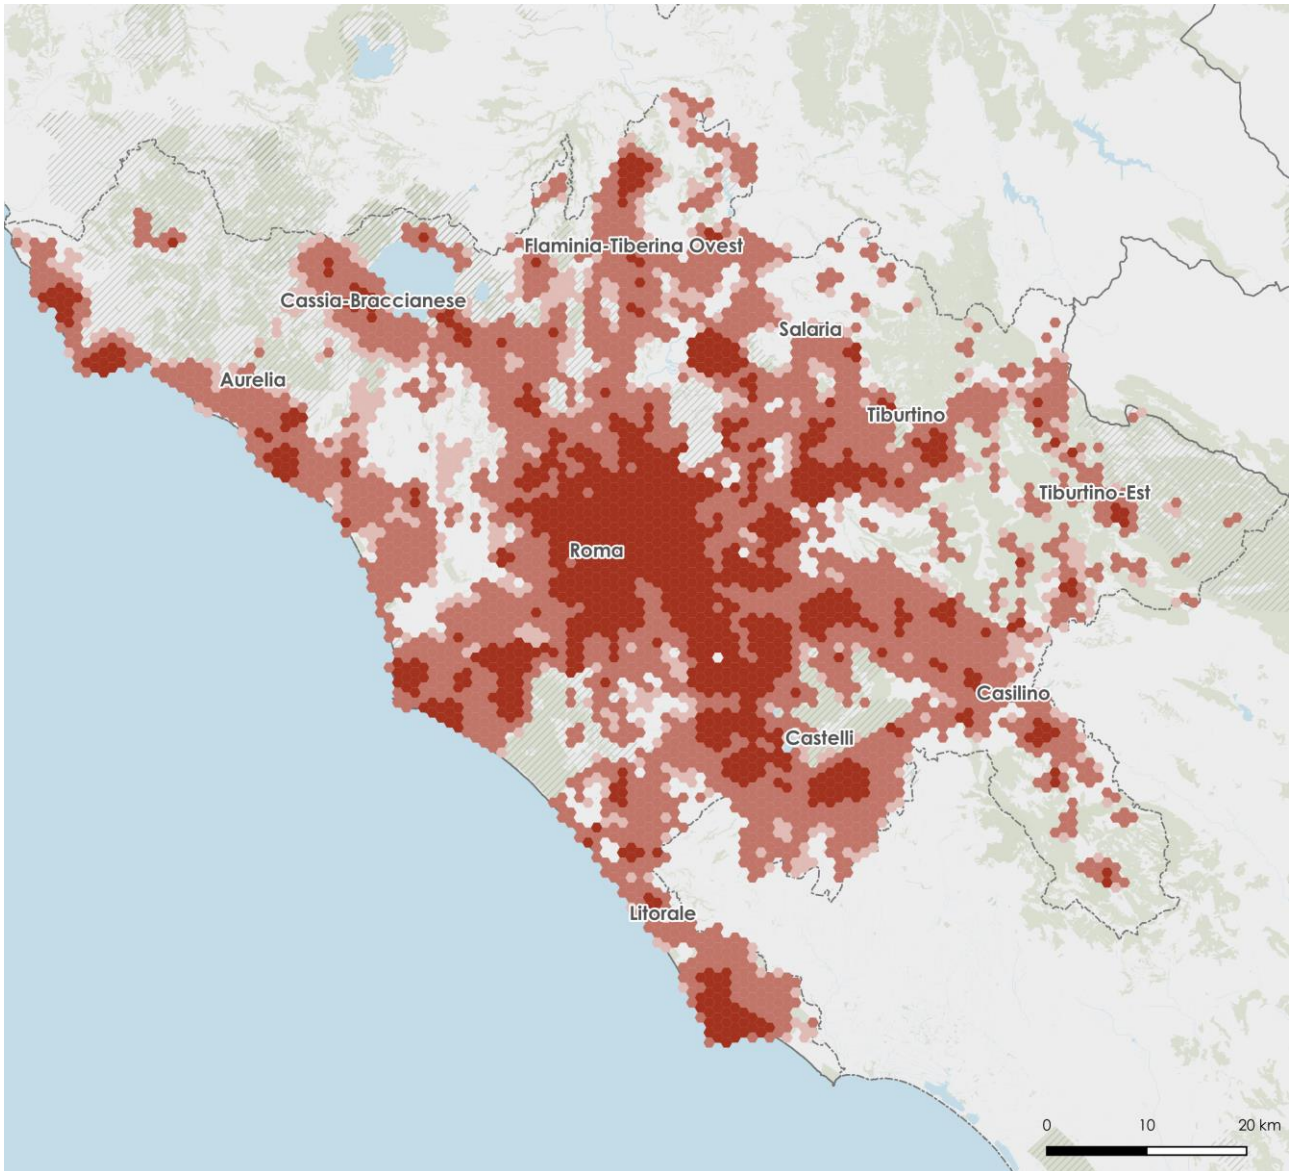 Flaminia-Tiberina Ovest
Cassia-Braccianese
Salaria
Aurelia
Tiburtino
Tiburtino-Est
Roma
Casilino
Castelli
Litorale
0 10 20 km